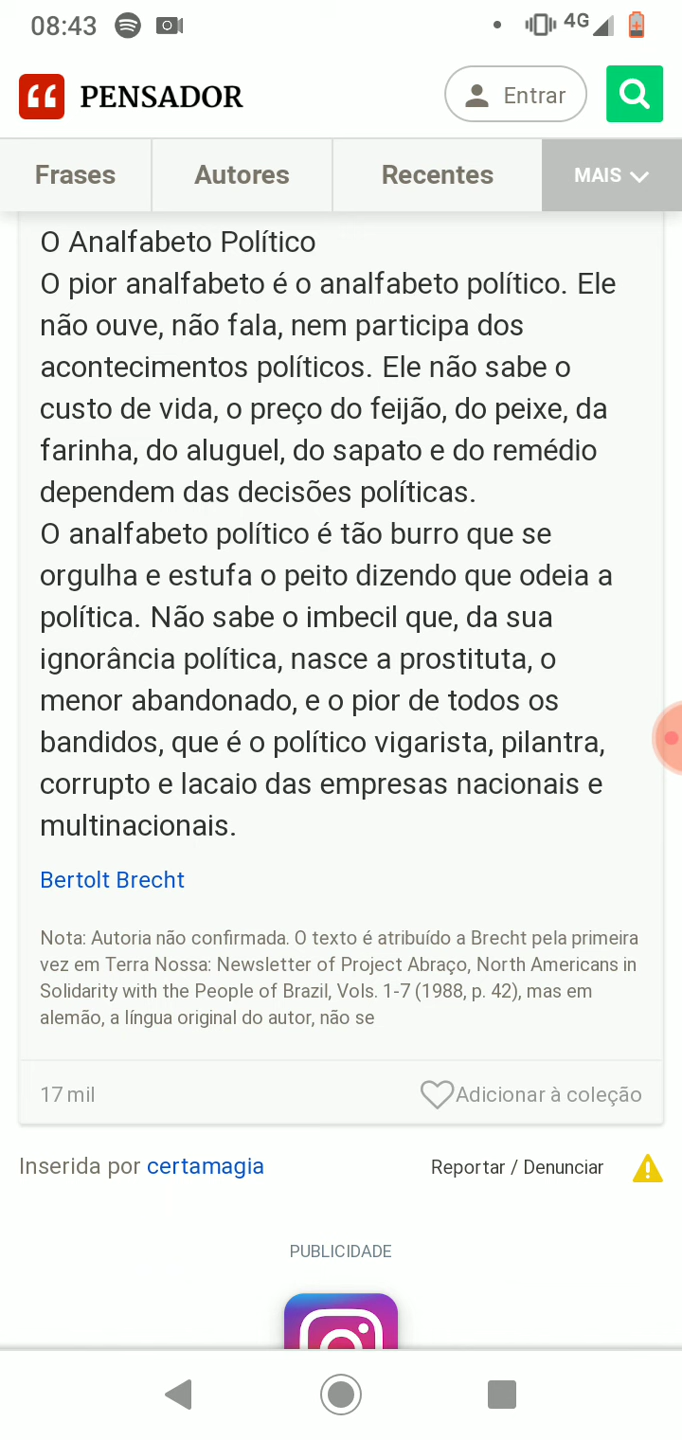 08:43
4G
PENSADOR
Entrar
Frases
Autores
Recentes
MAIS
O Analfabeto Político
O pior analfabeto é o analfabeto político. Ele
não ouve, não fala, nem participa dos
acontecimentos políticos. Ele não sabe o
custo de vida, o preço do feijão, do peixe, da
farinha, do aluguel, do sapato e do remédio
dependem das decisões políticas.
O analfabeto político é tão burro que se
orgulha e estufa o peito dizendo que odeia a
política. Não sabe o imbecil que, da sua
ignorância política, nasce a prostituta, o
menor abandonado, e o pior de todos os
bandidos, que é o político vigarista, pilantra,
corrupto e lacaio das empresas nacionais e
multinacionais.
Bertolt Brecht
Nota: Autoria não confirmada. O texto é atribuído a Brecht pela primeira
vez em Terra Nossa: Newsletter of Project Abraço, North Americans in
Solidarity with the People of Brazil, Vols. 1-7 (1988, p. 42), mas em
alemão, a língua original do autor, não se
17 mil
Adicionar à coleção
Inserida por certamagia
Reportar / Denunciar
PUBLICIDADE